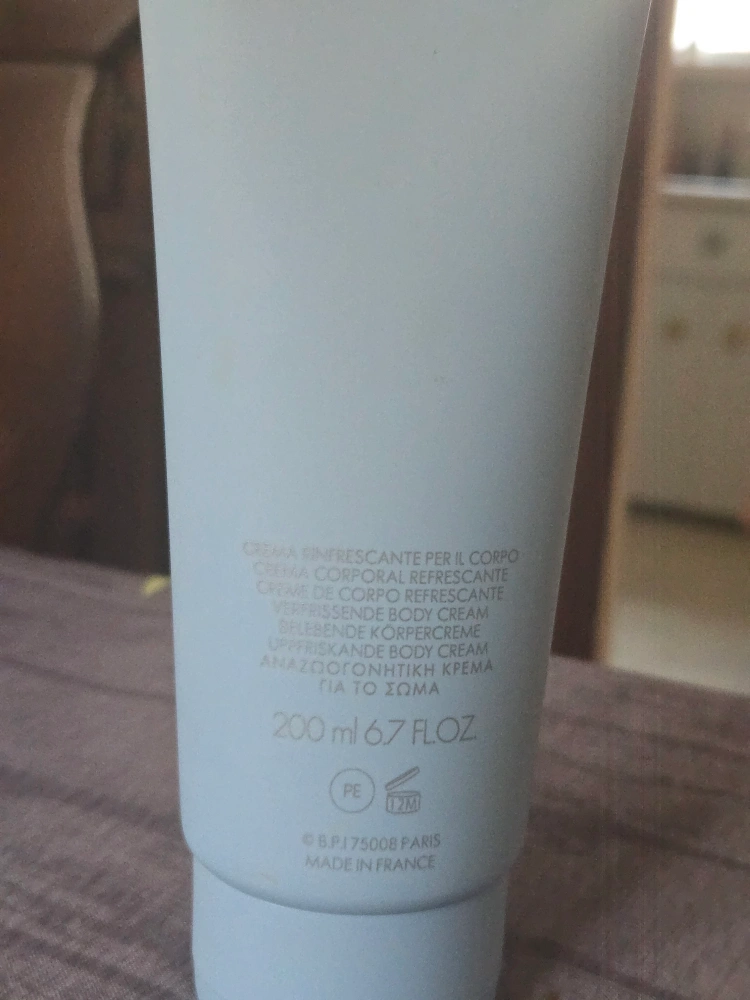 CREMA RINFRESCANTE PER IL CORPO
CREMA CORPORAL REFRESCANTE
CREME DE CORPO REFRESCANTE
VERFRISSENDE BODY CREAM
BELEBENDE KÖRPERCREME
UPPFRISKANDE BODY CREAM
ΑΝΑΖΩΟΓΟΝΗΤΙΚΗ ΚΡΕΜΑ
ΓΙΑ ΤΟ ΣΩΜΑ
200 ml 6.7 FL.OZ.
PE 12M
© B.P.I 75008 PARIS
MADE IN FRANCE